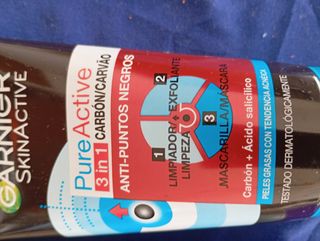 GARNIER
SKINACTIVE
PureActive
3 in 1 CARBÓN/CARVÃO
ANTI-PUNTOS NEGROS
1
LIMPIADOR/
LIMPEZA
2
+ EXFOLIANTE
3
MASCARILLA/MÁSCARA
Carbón + Ácido salicílico
PIELES GRASAS CON TENDENCIA ACNEICA
TESTADO DERMATOLÓGICAMENTE